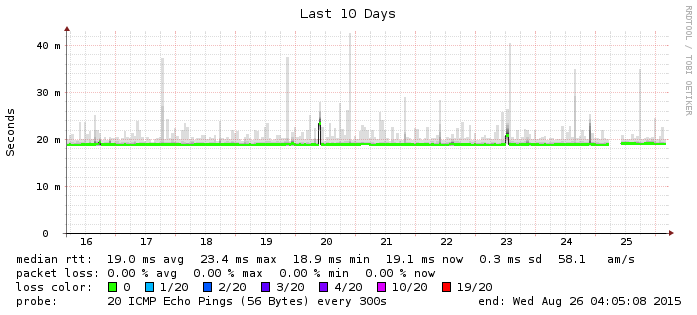 Last 10 Days
RRDTOOL / TOBI OETIKER
Seconds
40 m
30 m
20 m
10 m
0
16 17 18 19 20 21 22 23 24 25
median rtt: 19.0 ms avg 23.4 ms max 18.9 ms min 19.1 ms now 0.3 ms sd 58.1 am/s
packet loss: 0.00 % avg 0.00 % max 0.00 % min 0.00 % now
loss color: 0 1/20 2/20 3/20 4/20 10/20 19/20
probe: 20 ICMP Echo Pings (56 Bytes) every 300s end: Wed Aug 26 04:05:08 2015